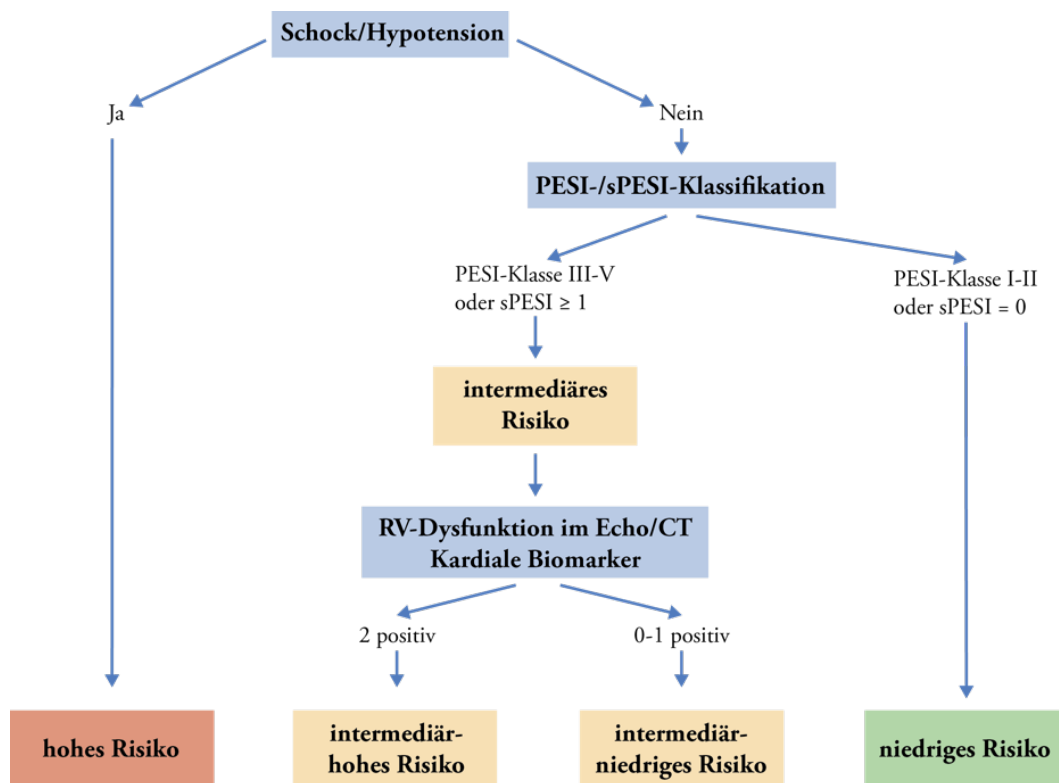 Schock/Hypotension
Ja
Nein
PESI-/sPESI-Klassifikation
PESI-Klasse III-V
oder sPESI ≥ 1
PESI-Klasse I-II
oder sPESI = 0
intermediäres
Risiko
RV-Dysfunktion im Echo/CT
Kardiale Biomarker
2 positiv
0-1 positiv
hohes Risiko
intermediär-
hohes Risiko
intermediär-
niedriges Risiko
niedriges Risiko